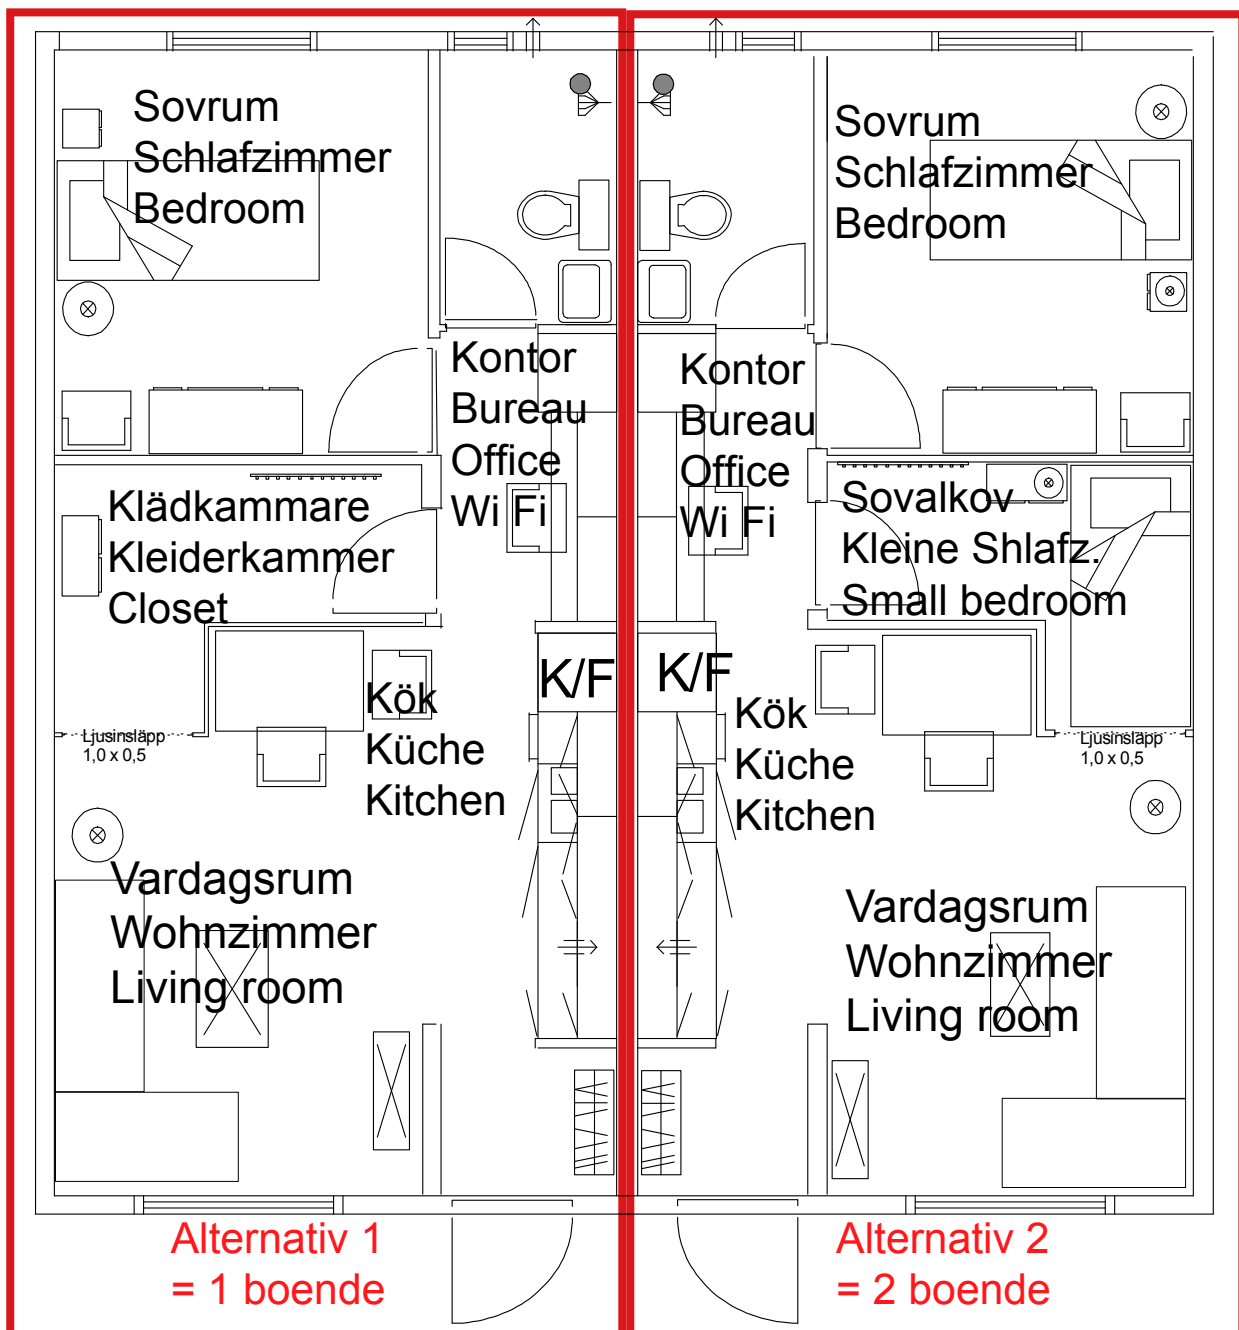 Sovrum
Schlafzimmer
Bedroom
Kontor
Bureau
Office
Wi Fi
Klädkammare
Kleiderkammer
Closet
K/F
Kök
Küche
Kitchen
Ljusinsläpp
1,0 x 0,5
Vardagsrum
Wohnzimmer
Living room
Alternativ 1
= 1 boende
Sovrum
Schlafzimmer
Bedroom
Kontor
Bureau
Office
Wi Fi
Sovalkov
Kleine Shlafz.
Small bedroom
K/F
Kök
Küche
Kitchen
Ljusinsläpp
1,0 x 0,5
Vardagsrum
Wohnzimmer
Living room
Alternativ 2
= 2 boende